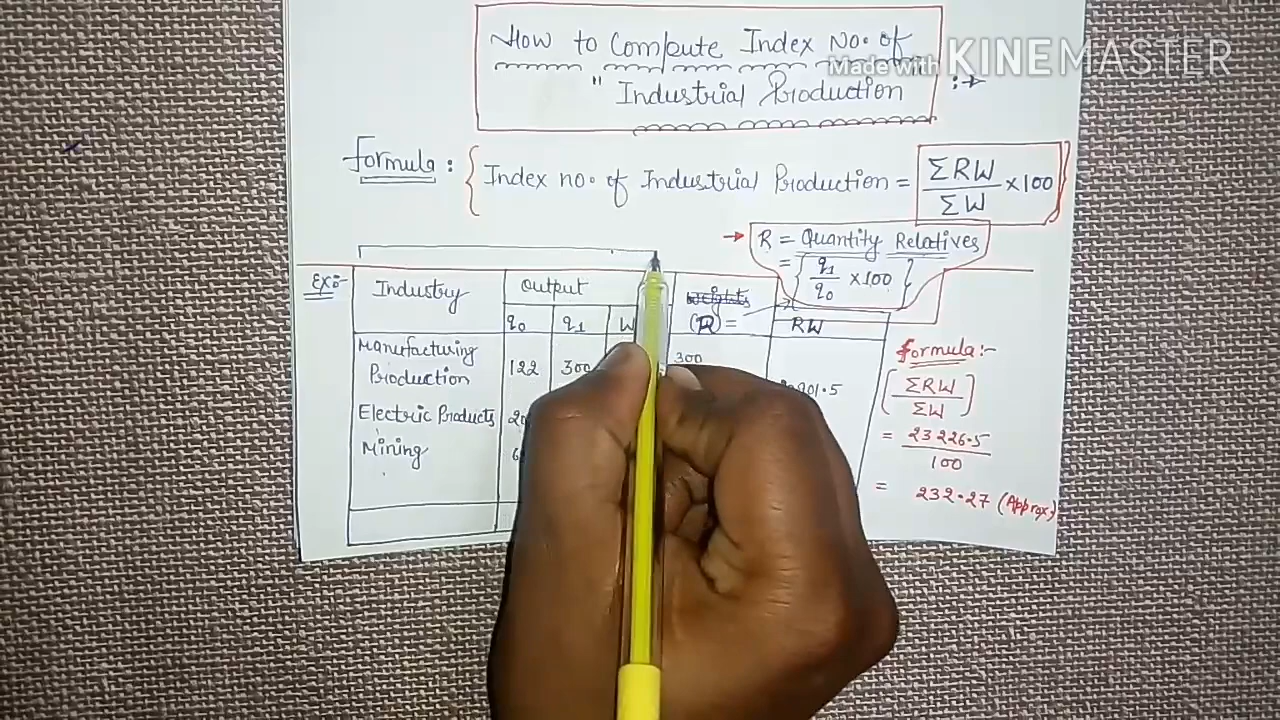 How to Compute Index No. of
Made with KINEMASTER
" Industrial Production :→
Formula : { Index no. of Industrial Production = ΣRW / ΣW ×100 }
→ R = Quantity Relatives
= { q1 / q0 ×100 }
Ex:-
Industry
Output
Weights
(R) =
RW
q0 q1 W
Manufacturing
Production
122 300
300
Electric Products
Mining
Formula:-
[ ΣRW / ΣW ]
= 23226.5 / 100
= 232.27 (Approx)